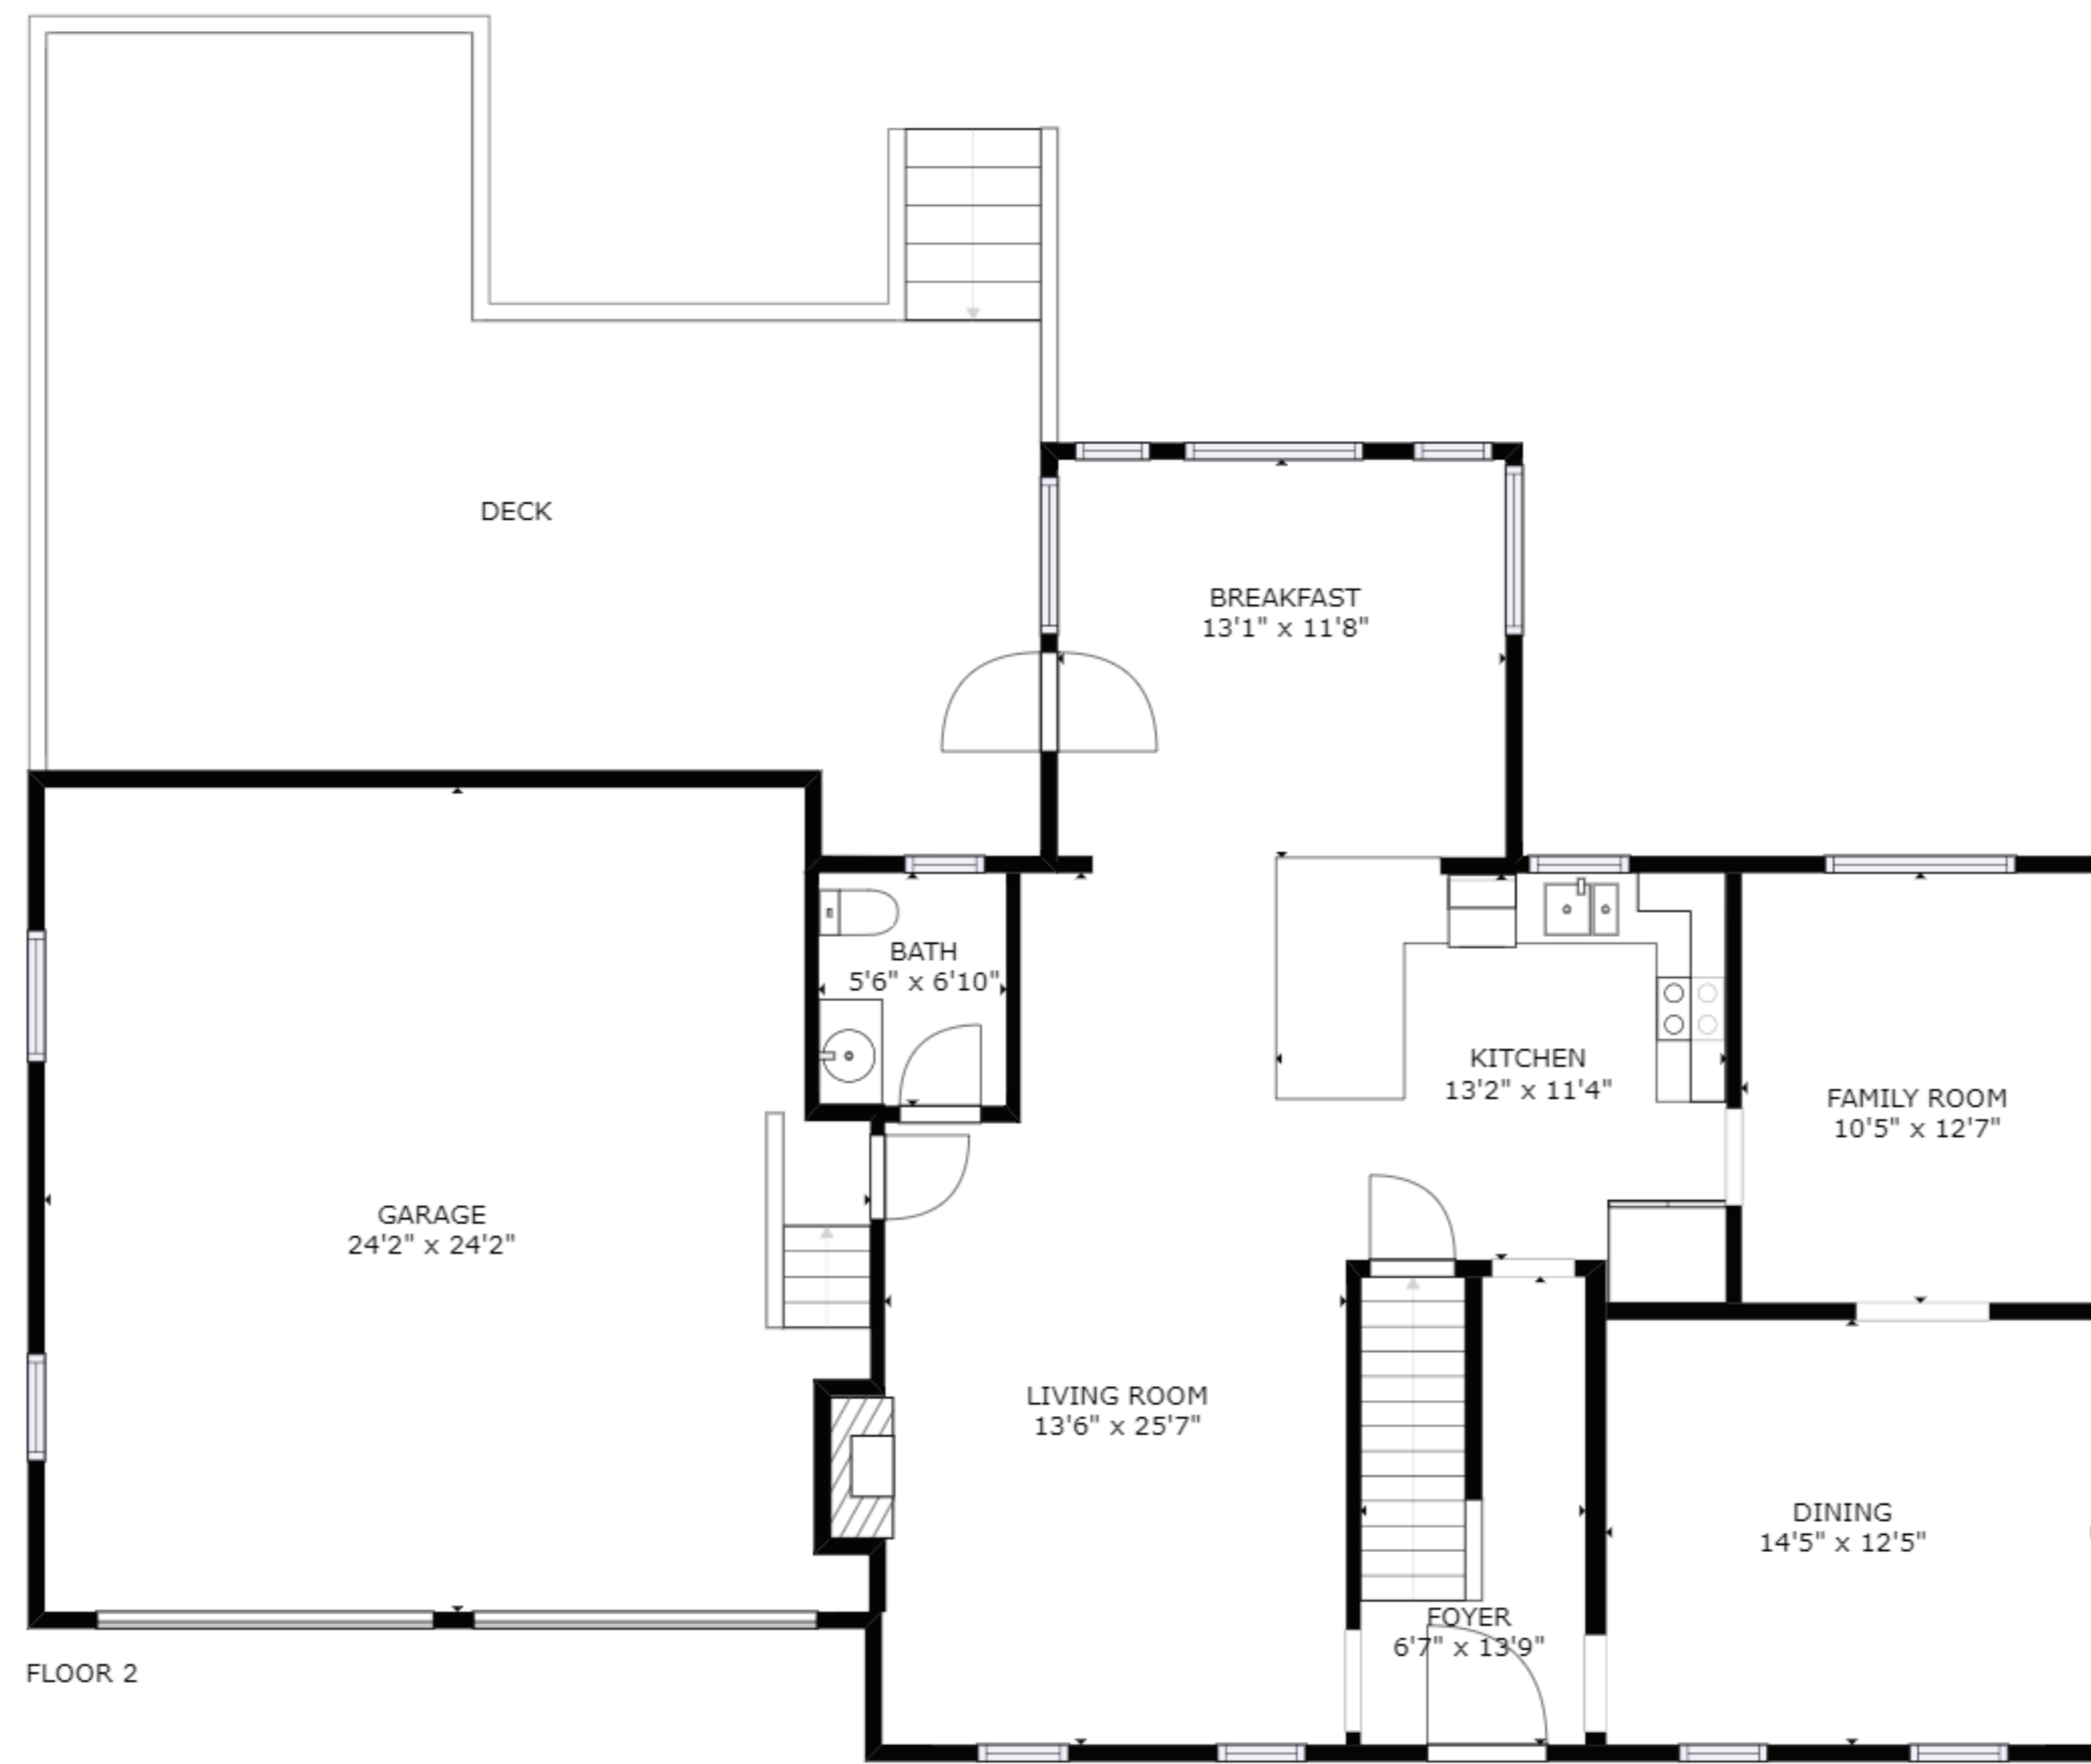 DECK
BREAKFAST
13'1" x 11'8"
BATH
5'6" x 6'10"
KITCHEN
13'2" x 11'4"
FAMILY ROOM
10'5" x 12'7"
GARAGE
24'2" x 24'2"
LIVING ROOM
13'6" x 25'7"
DINING
14'5" x 12'5"
FOYER
6'7" x 13'9"
FLOOR 2